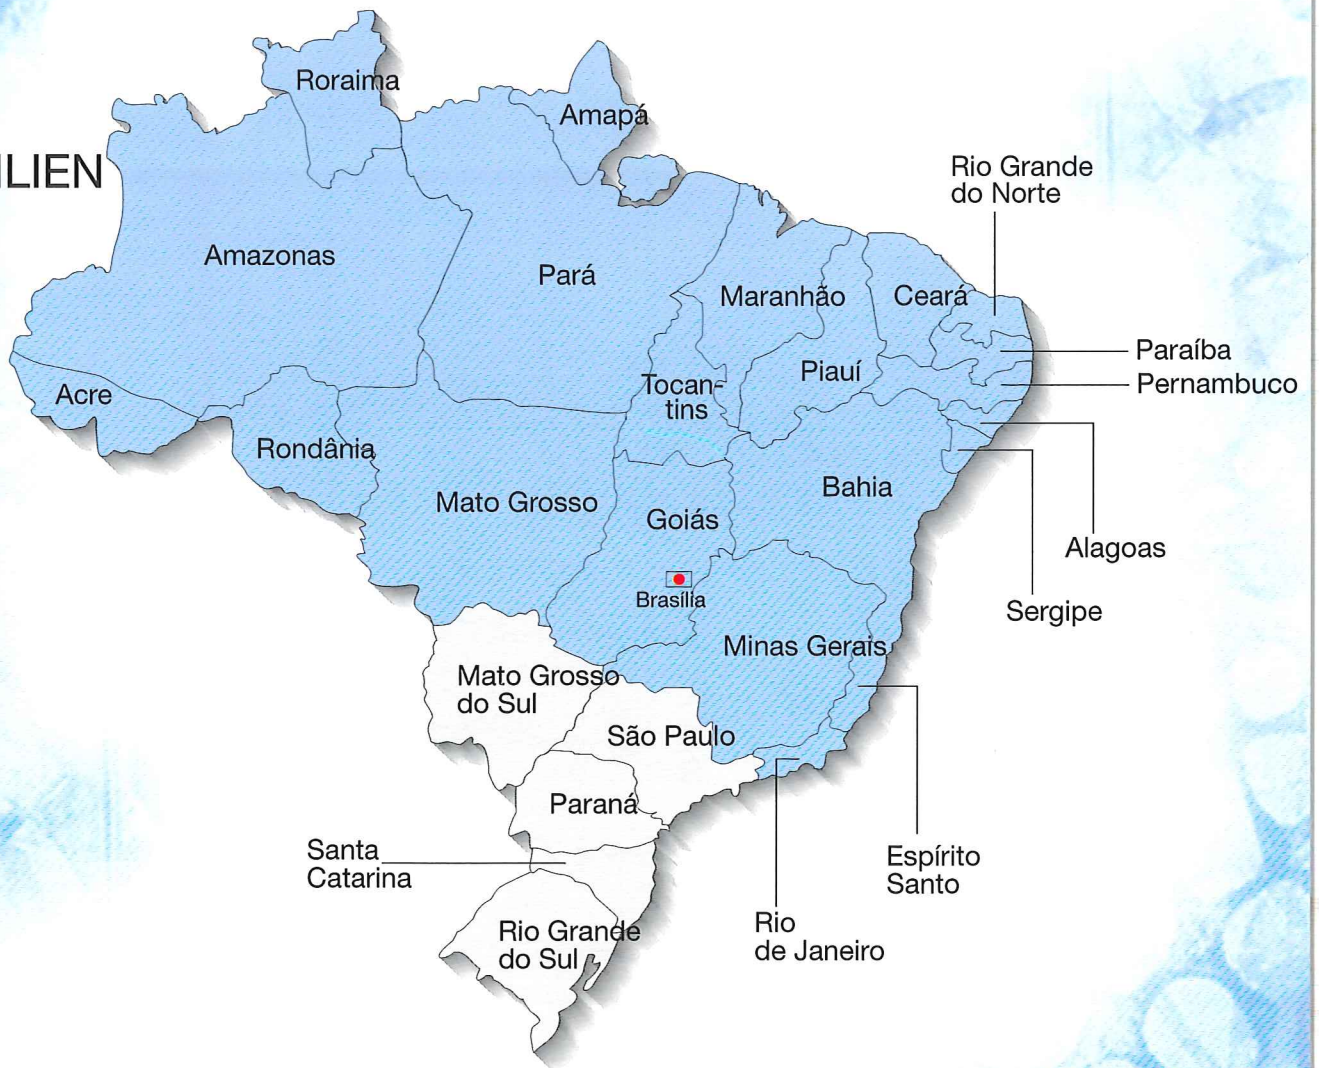 Roraima
Amapá
LIEN
Rio Grande
do Norte
Amazonas
Pará
Maranhão
Ceará
Paraíba
Piauí
Pernambuco
Acre
Tocan-
tins
Rondânia
Mato Grosso
Bahia
Goiás
Alagoas
Brasília
Sergipe
Minas Gerais
Mato Grosso
do Sul
São Paulo
Paraná
Santa
Catarina
Espírito
Santo
Rio Grande
do Sul
Rio
de Janeiro